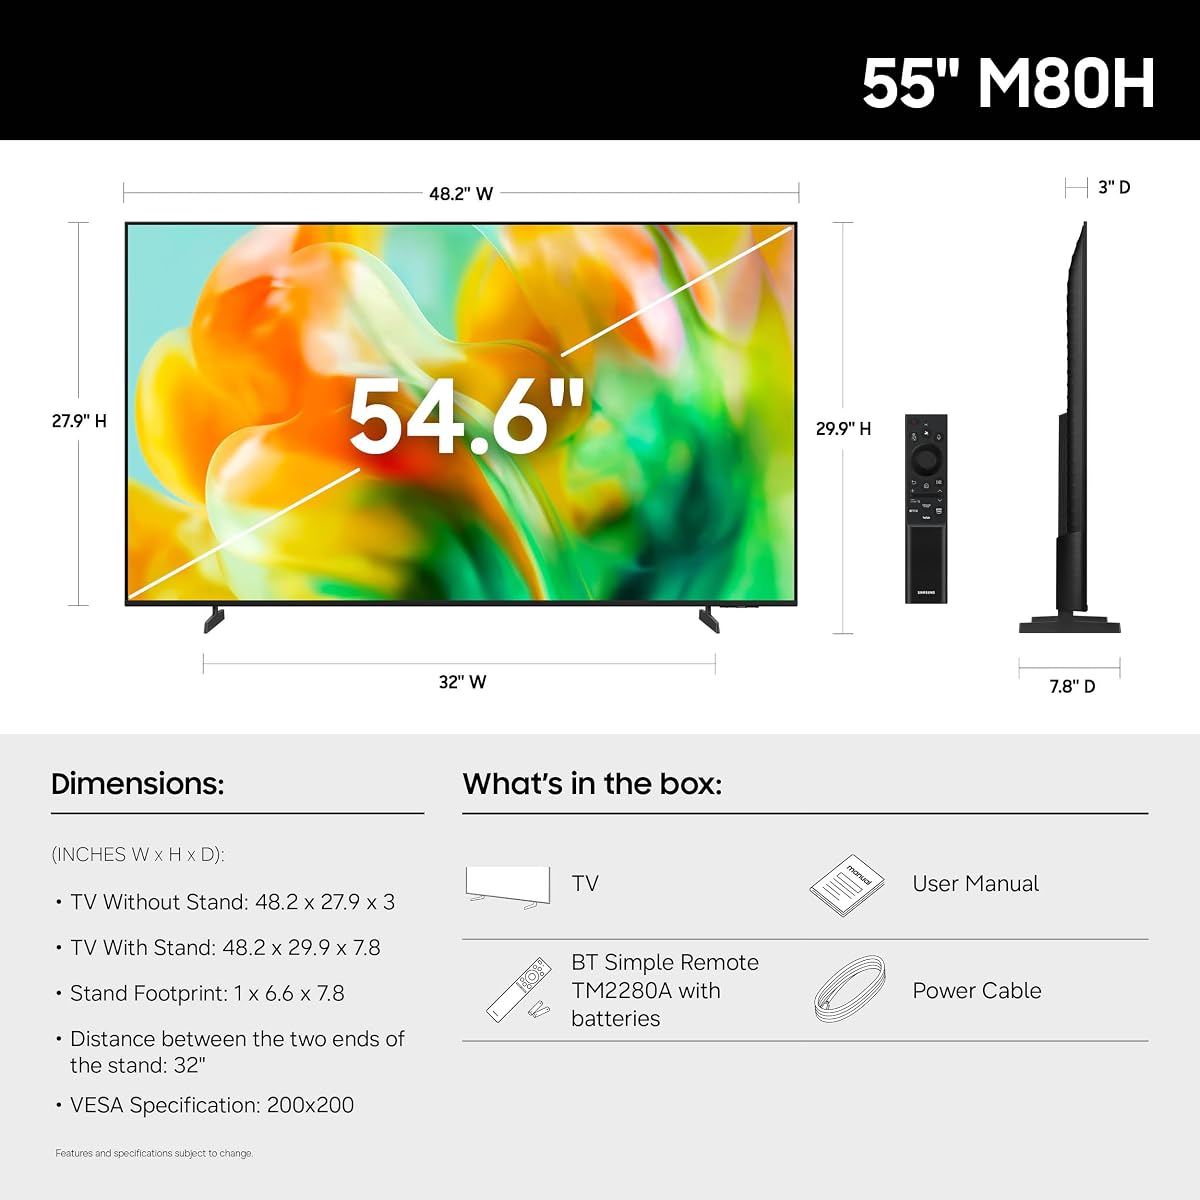 55" M80H
48.2" W
3" D
27.9" H
54.6"
29.9" H
SAMSUNG
32" W
7.8" D
Dimensions:
What's in the box:
(INCHES W x H x D):
• TV Without Stand: 48.2 x 27.9 x 3
• TV With Stand: 48.2 x 29.9 x 7.8
• Stand Footprint: 1 x 6.6 x 7.8
• Distance between the two ends of
the stand: 32"
• VESA Specification: 200x200
TV
manual
User Manual
BT Simple Remote
TM2280A with
batteries
Power Cable
Features and specifications subject to change.